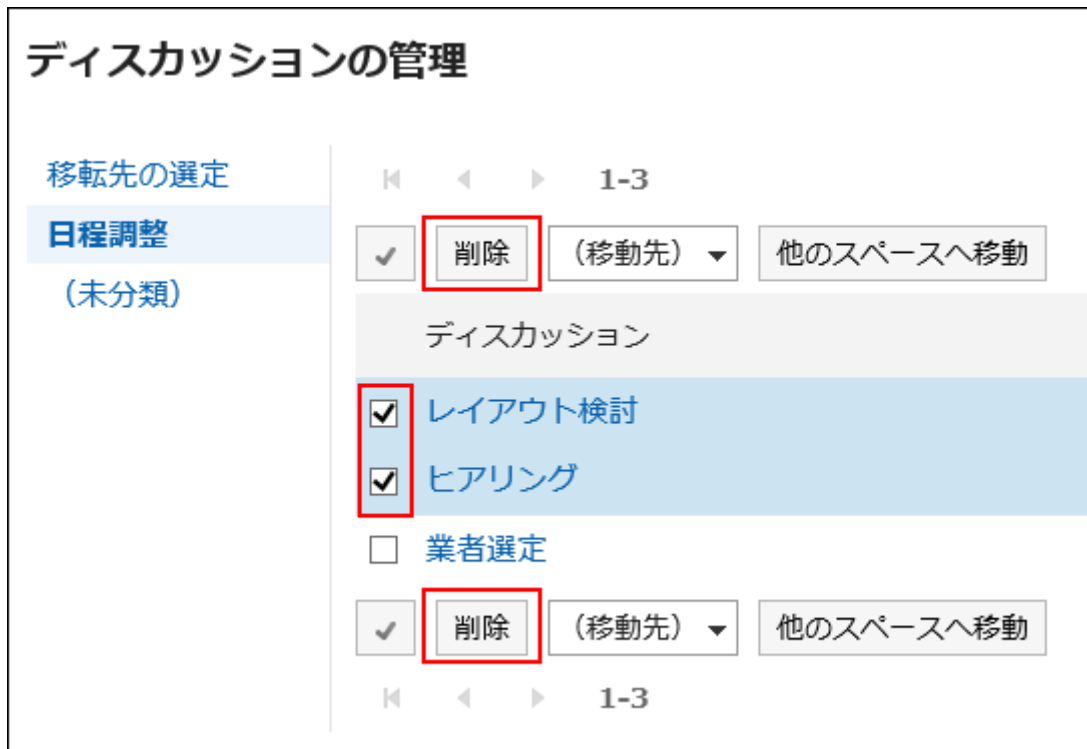 ディスカッションの管理
移転先の選定
日程調整
（未分類）
1-3
削除 （移動先） 他のスペースへ移動
ディスカッション
レイアウト検討
ヒアリング
業者選定
削除 （移動先） 他のスペースへ移動
1-3